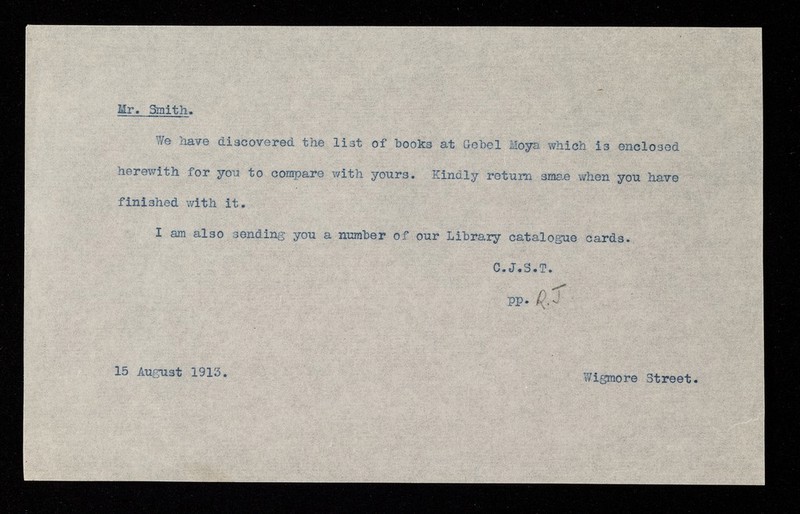 Mr. Smith.
We have discovered the list of books at Gebel Moya which is enclosed
herewith for you to compare with yours. Kindly return smae when you have
finished with it.
I am also sending you a number of our Library catalogue cards.
C.J.S.T.
pp. R.J
15 August 1913.
Wigmore Street.